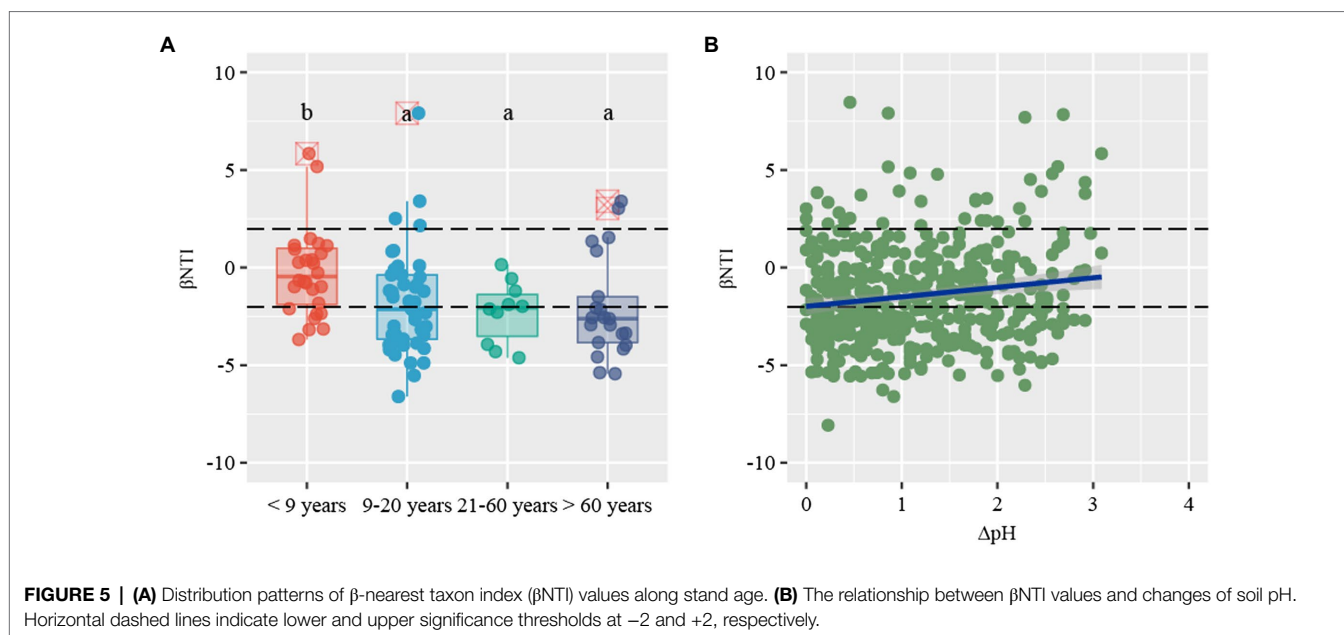 A
B
10
5
0
-5
-10
βNTI
b
a
a
a
< 9 years 9-20 years 21-60 years > 60 years
10
5
0
-5
-10
βNTI
0 1 2 3 4
ΔpH
FIGURE 5 | (A) Distribution patterns of β-nearest taxon index (βNTI) values along stand age. (B) The relationship between βNTI values and changes of soil pH.
Horizontal dashed lines indicate lower and upper significance thresholds at −2 and +2, respectively.